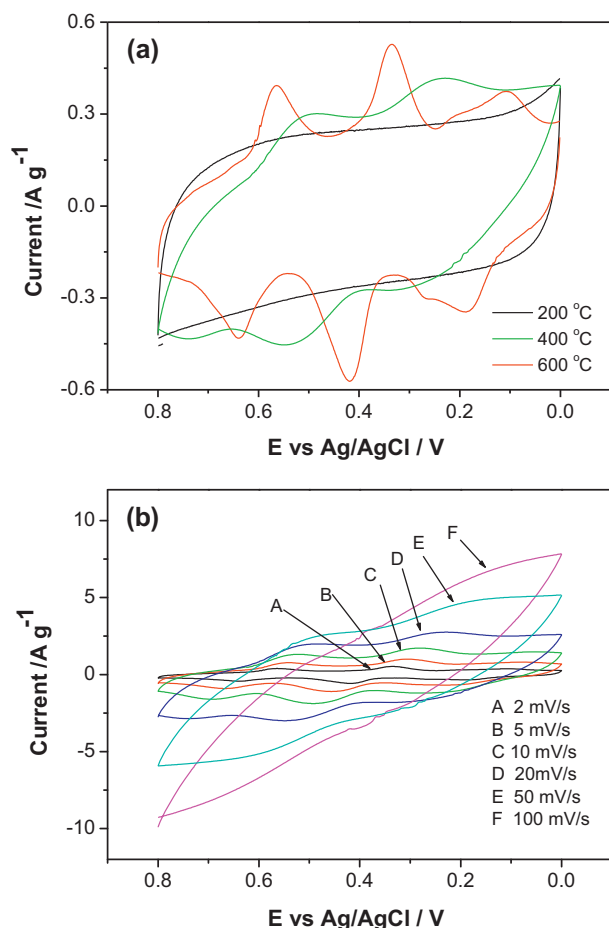 (a)
0.6
0.3
0.0
-0.3
-0.6
Current /A g-1
200 °C
400 °C
600 °C
0.8 0.6 0.4 0.2 0.0
E vs Ag/AgCl / V
(b)
10
5
0
-5
-10
Current /A g-1
A
B
C
D
E
F
A 2 mV/s
B 5 mV/s
C 10 mV/s
D 20mV/s
E 50 mV/s
F 100 mV/s
0.8 0.6 0.4 0.2 0.0
E vs Ag/AgCl / V